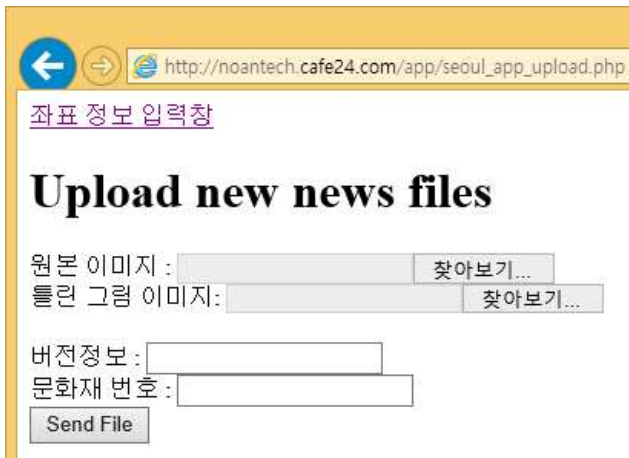 http://noantech.cafe24.com/app/seoul_app_upload.php
좌표 정보 입력창
Upload new news files
원본 이미지 : 찾아보기...
틀린 그림 이미지: 찾아보기...
버전정보 :
문화재 번호 :
Send File